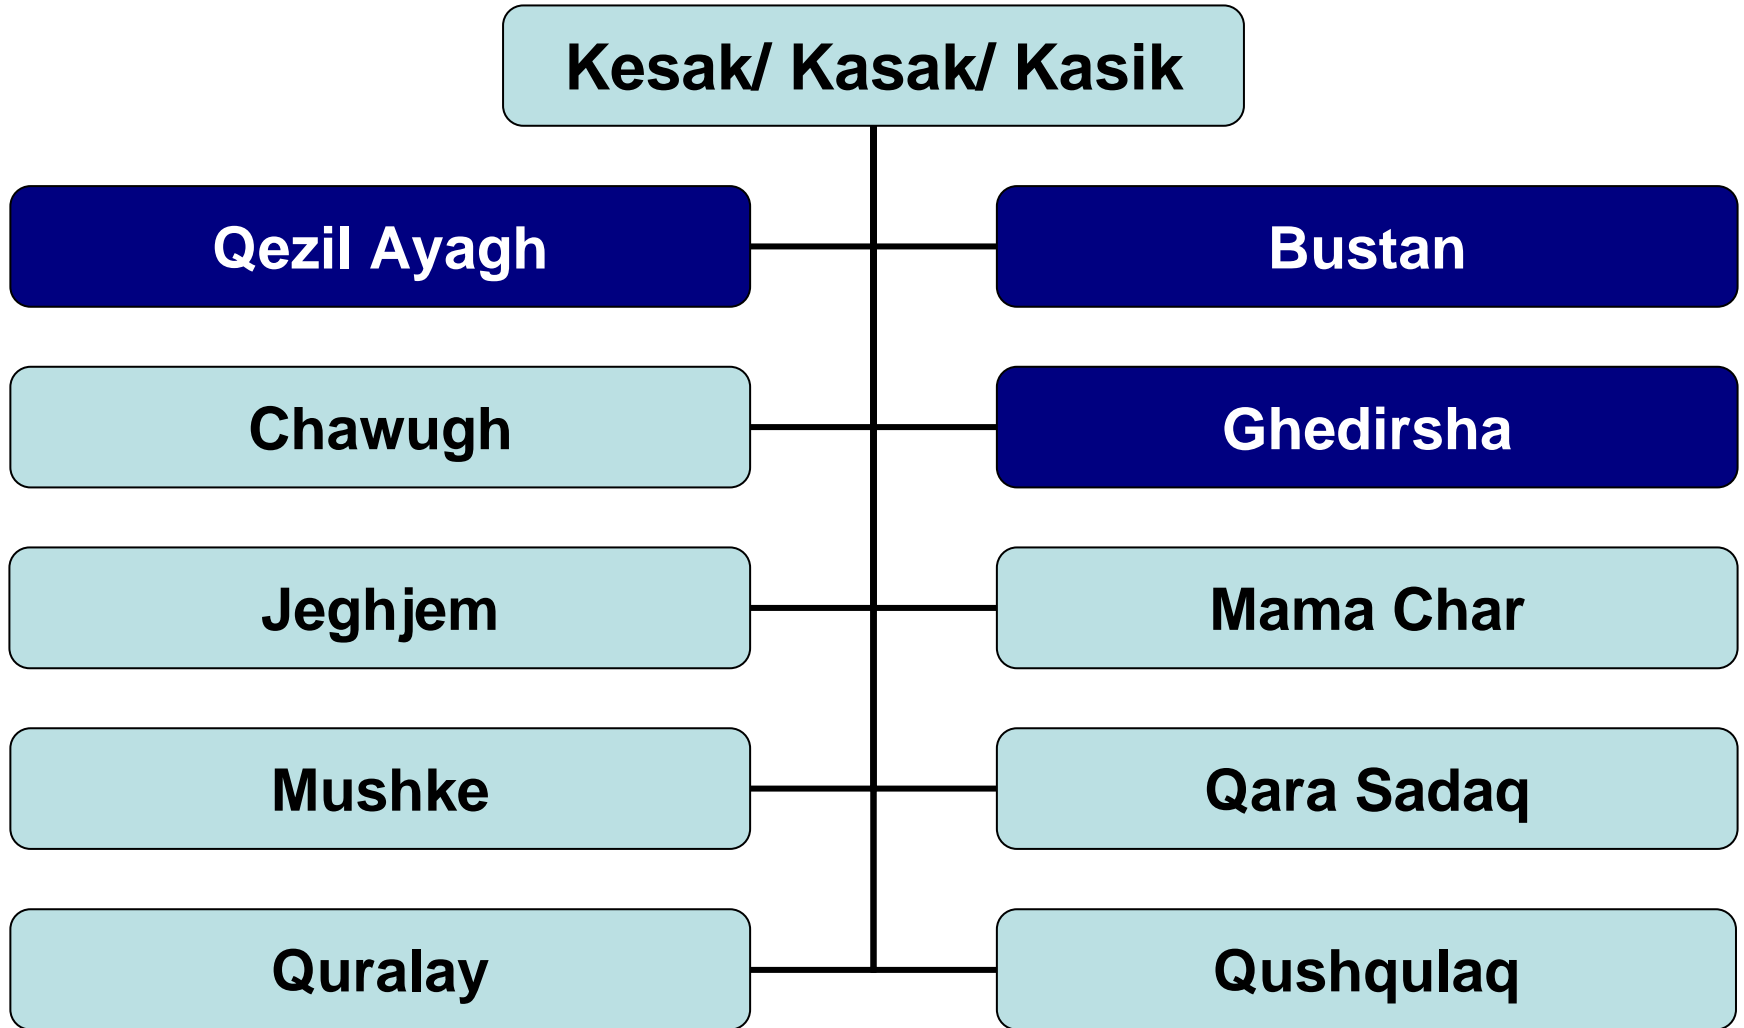 Kesak/ Kasak/ Kasik
Qezil Ayagh
Bustan
Chawugh
Ghedirsha
Jeghjem
Mama Char
Mushke
Qara Sadaq
Quralay
Qushqulaq